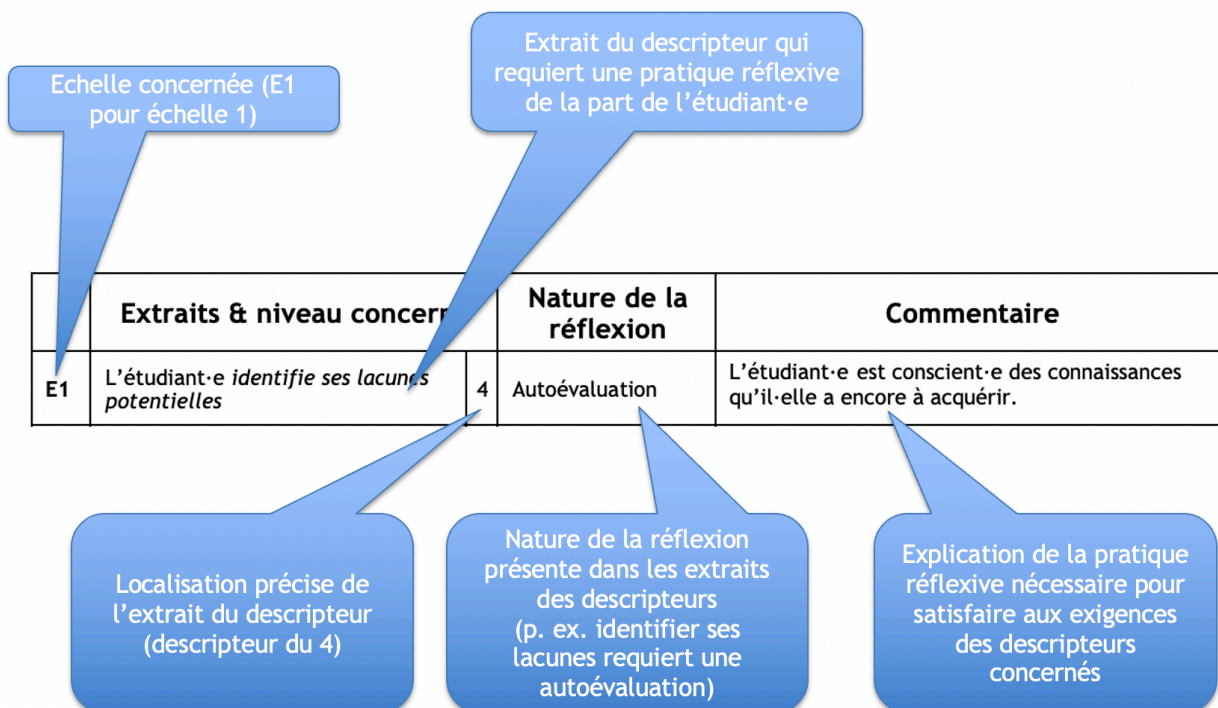 Extrait du descripteur qui
requiert une pratique réflexive
de la part de l'étudiant·e
Echelle concernée (E1
pour échelle 1)
Extraits & niveau concern
Nature de la
réflexion
Commentaire
E1
L'étudiant·e identifie ses lacunes
potentielles
4
Autoévaluation
L'étudiant·e est conscient·e des connaissances
qu'il·elle a encore à acquérir.
Localisation précise de
l'extrait du descripteur
(descripteur du 4)
Nature de la réflexion
présente dans les extraits
des descripteurs
(p. ex. identifier ses
lacunes requiert une
autoévaluation)
Explication de la pratique
réflexive nécessaire pour
satisfaire aux exigences
des descripteurs
concernés